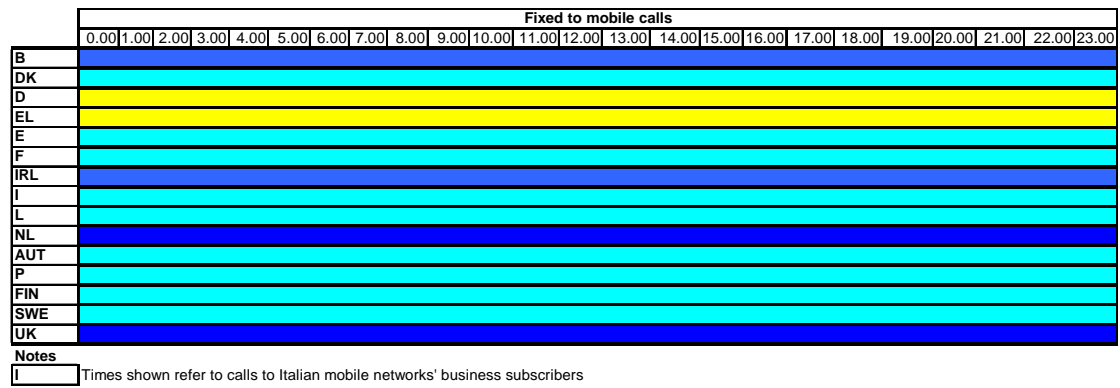 Fixed to mobile calls
0.00 1.00 2.00 3.00 4.00 5.00 6.00 7.00 8.00 9.00 10.00 11.00 12.00 13.00 14.00 15.00 16.00 17.00 18.00 19.00 20.00 21.00 22.00 23.00
B
DK
D
EL
E
F
IRL
I
L
NL
AUT
P
FIN
SWE
UK
Notes
I Times shown refer to calls to Italian mobile networks' business subscribers